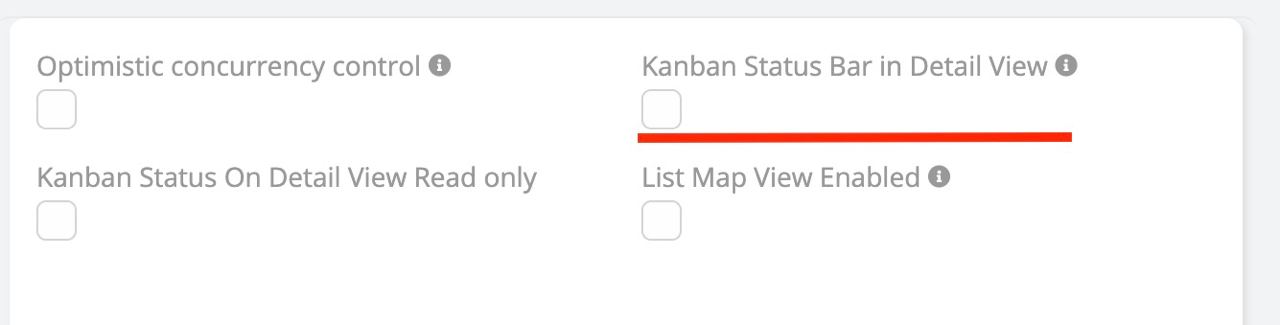 Optimistic concurrency control
Kanban Status Bar in Detail View
Kanban Status On Detail View Read only
List Map View Enabled